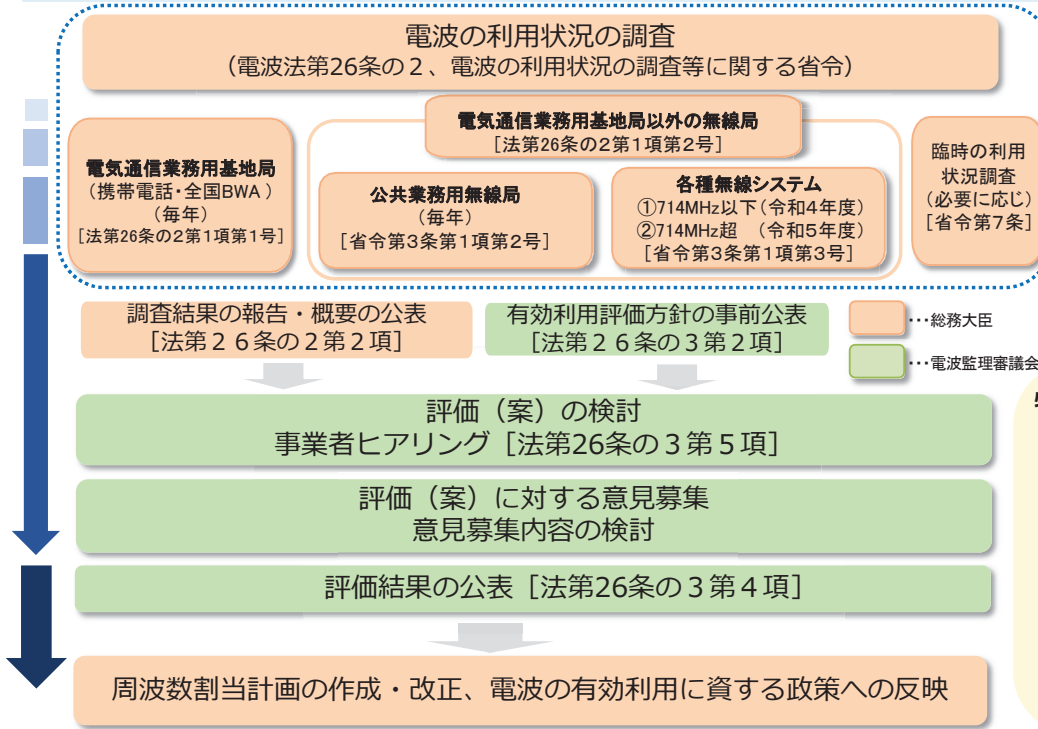 電波の利用状況の調査
(電波法第26条の2、電波の利用状況の調査等に関する省令)
電気通信業務用基地局
(携帯電話・全国BWA)
(毎年)
[法第26条の2第1項第1号]
電気通信業務用基地局以外の無線局
[法第26条の2第1項第2号]
公共業務用無線局
(毎年)
[省令第3条第1項第2号]
各種無線システム
①714MHz以下(令和4年度)
②714MHz超 (令和5年度)
[省令第3条第1項第3号]
臨時の利用
状況調査
(必要に応じ)
[省令第7条]
調査結果の報告・概要の公表
[法第26条の2第2項]
有効利用評価方針の事前公表
[法第26条の3第2項]
・・・総務大臣
・・・電波監理審議会
評価(案)の検討
事業者ヒアリング[法第26条の3第5項]
評価(案)に対する意見募集
意見募集内容の検討
評価結果の公表[法第26条の3第4項]
周波数割当計画の作成・改正、電波の有効利用に資する政策への反映